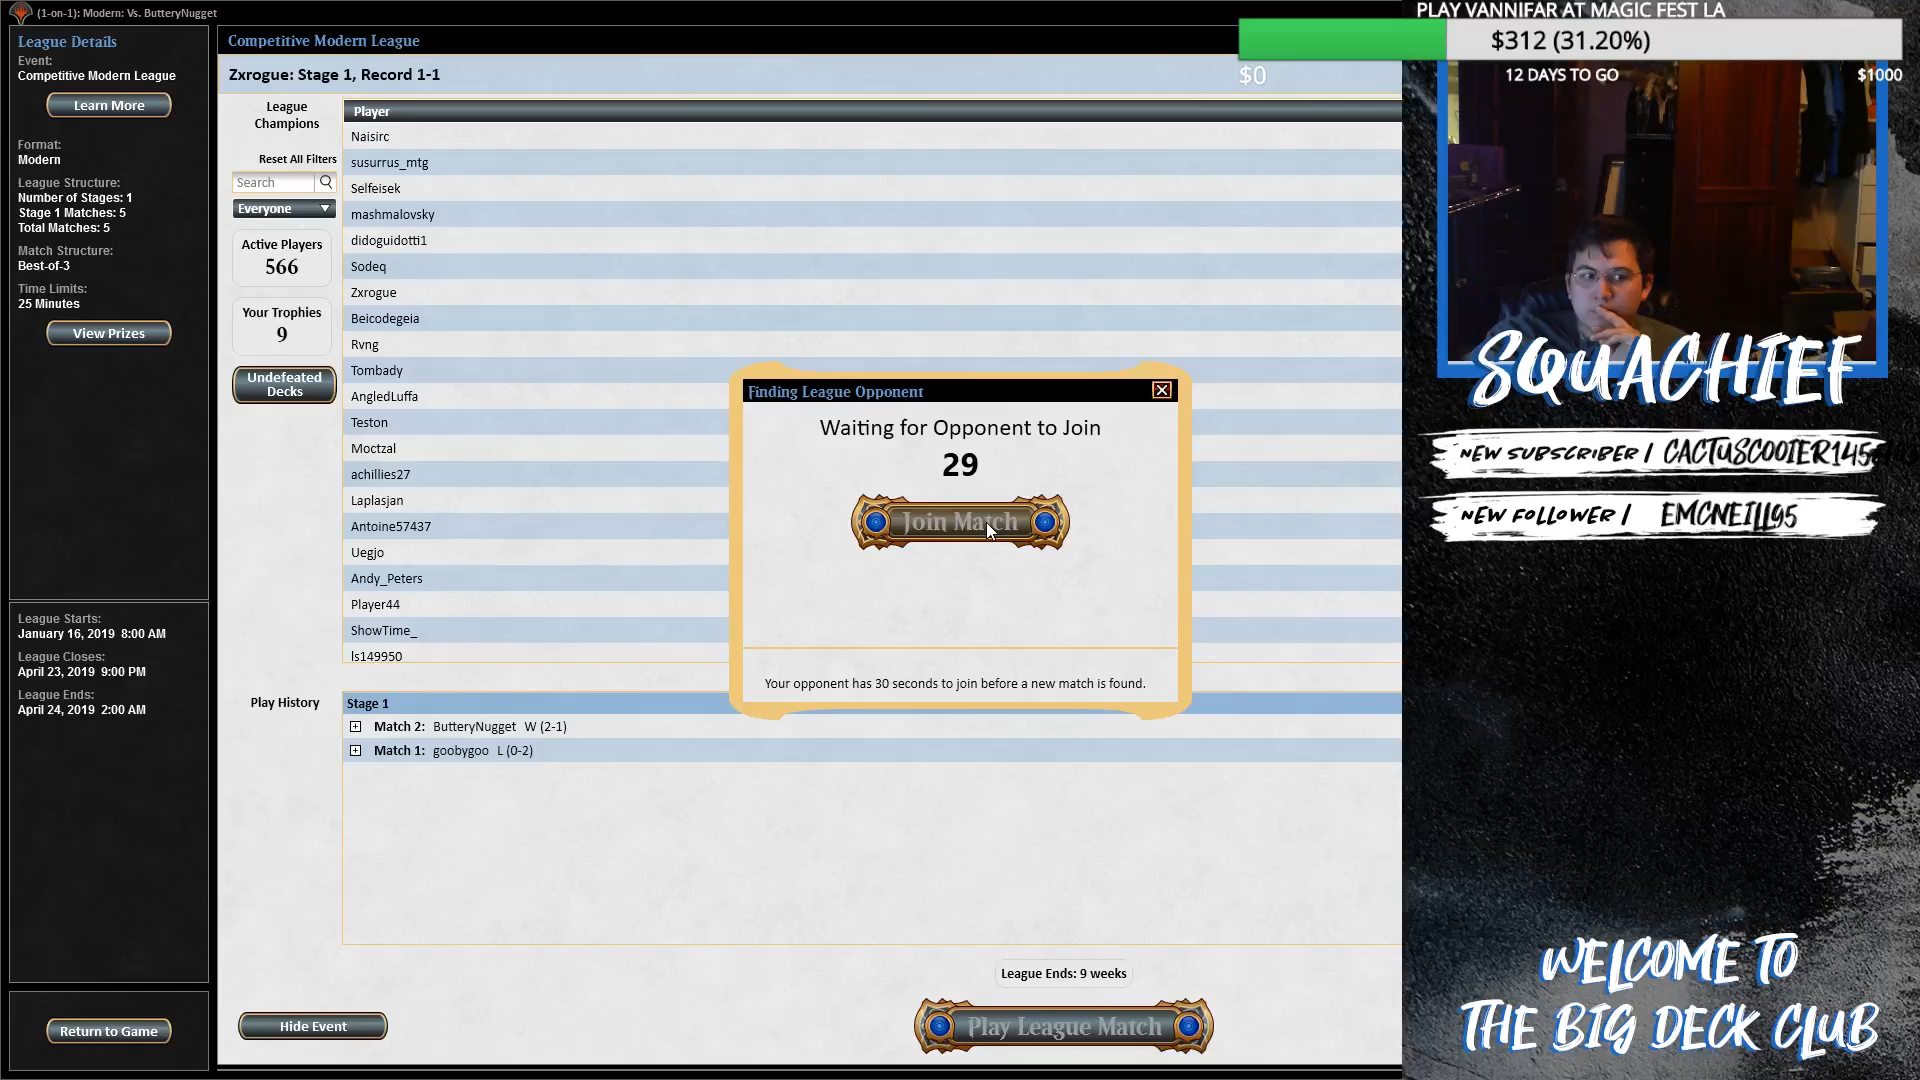 (1-on-1): Modern: Vs. ButteryNugget
League Details
Event:
Competitive Modern League
Learn More
Format:
Modern
League Structure:
Number of Stages: 1
Stage 1 Matches: 5
Total Matches: 5
Match Structure:
Best-of-3
Time Limits:
25 Minutes
View Prizes
League Starts:
January 16, 2019 8:00 AM
League Closes:
April 23, 2019 9:00 PM
League Ends:
April 24, 2019 2:00 AM
Return to Game
Competitive Modern League
Zxrogue: Stage 1, Record 1-1
League
Champions
Reset All Filters
Search
Everyone
Active Players
566
Your Trophies
9
Undefeated
Decks
Player
Naisirc
susurrus_mtg
Selfeisek
mashmalovsky
didoguidotti1
Sodeq
Zxrogue
Beicodegeia
Rvng
Tombady
AngledLuffa
Teston
Moctzal
achillies27
Laplasjan
Antoine57437
Uegjo
Andy_Peters
Player44
ShowTime_
ls149950
Finding League Opponent
Waiting for Opponent to Join
29
Join Match
Your opponent has 30 seconds to join before a new match is found.
Play History
Stage 1
Match 2: ButteryNugget W (2-1)
Match 1: goobygoo L (0-2)
League Ends: 9 weeks
Hide Event
Play League Match
PLAY VANNIFAR AT MAGIC FEST LA
$312 (31.20%)
$0
12 DAYS TO GO
$1000
SQUACHIEF
NEW SUBSCRIBER / CACTUSCOOTER145
NEW FOLLOWER / EMCNEILL95
WELCOME TO
THE BIG DECK CLUB